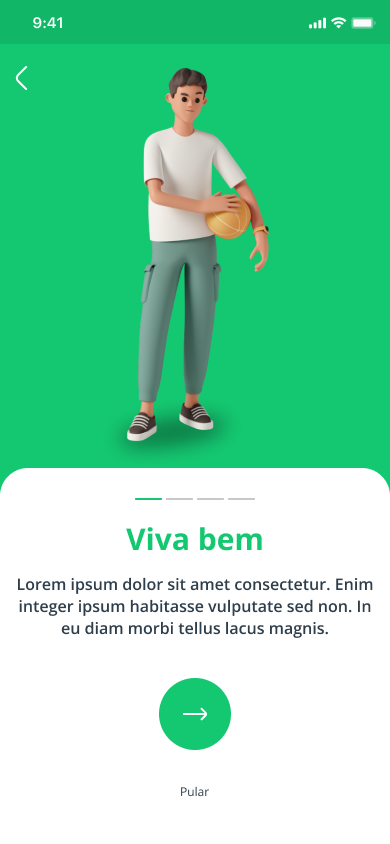 9:41
Viva bem
Lorem ipsum dolor sit amet consectetur. Enim
integer ipsum habitasse vulputate sed non. In
eu diam morbi tellus lacus magnis.
Pular